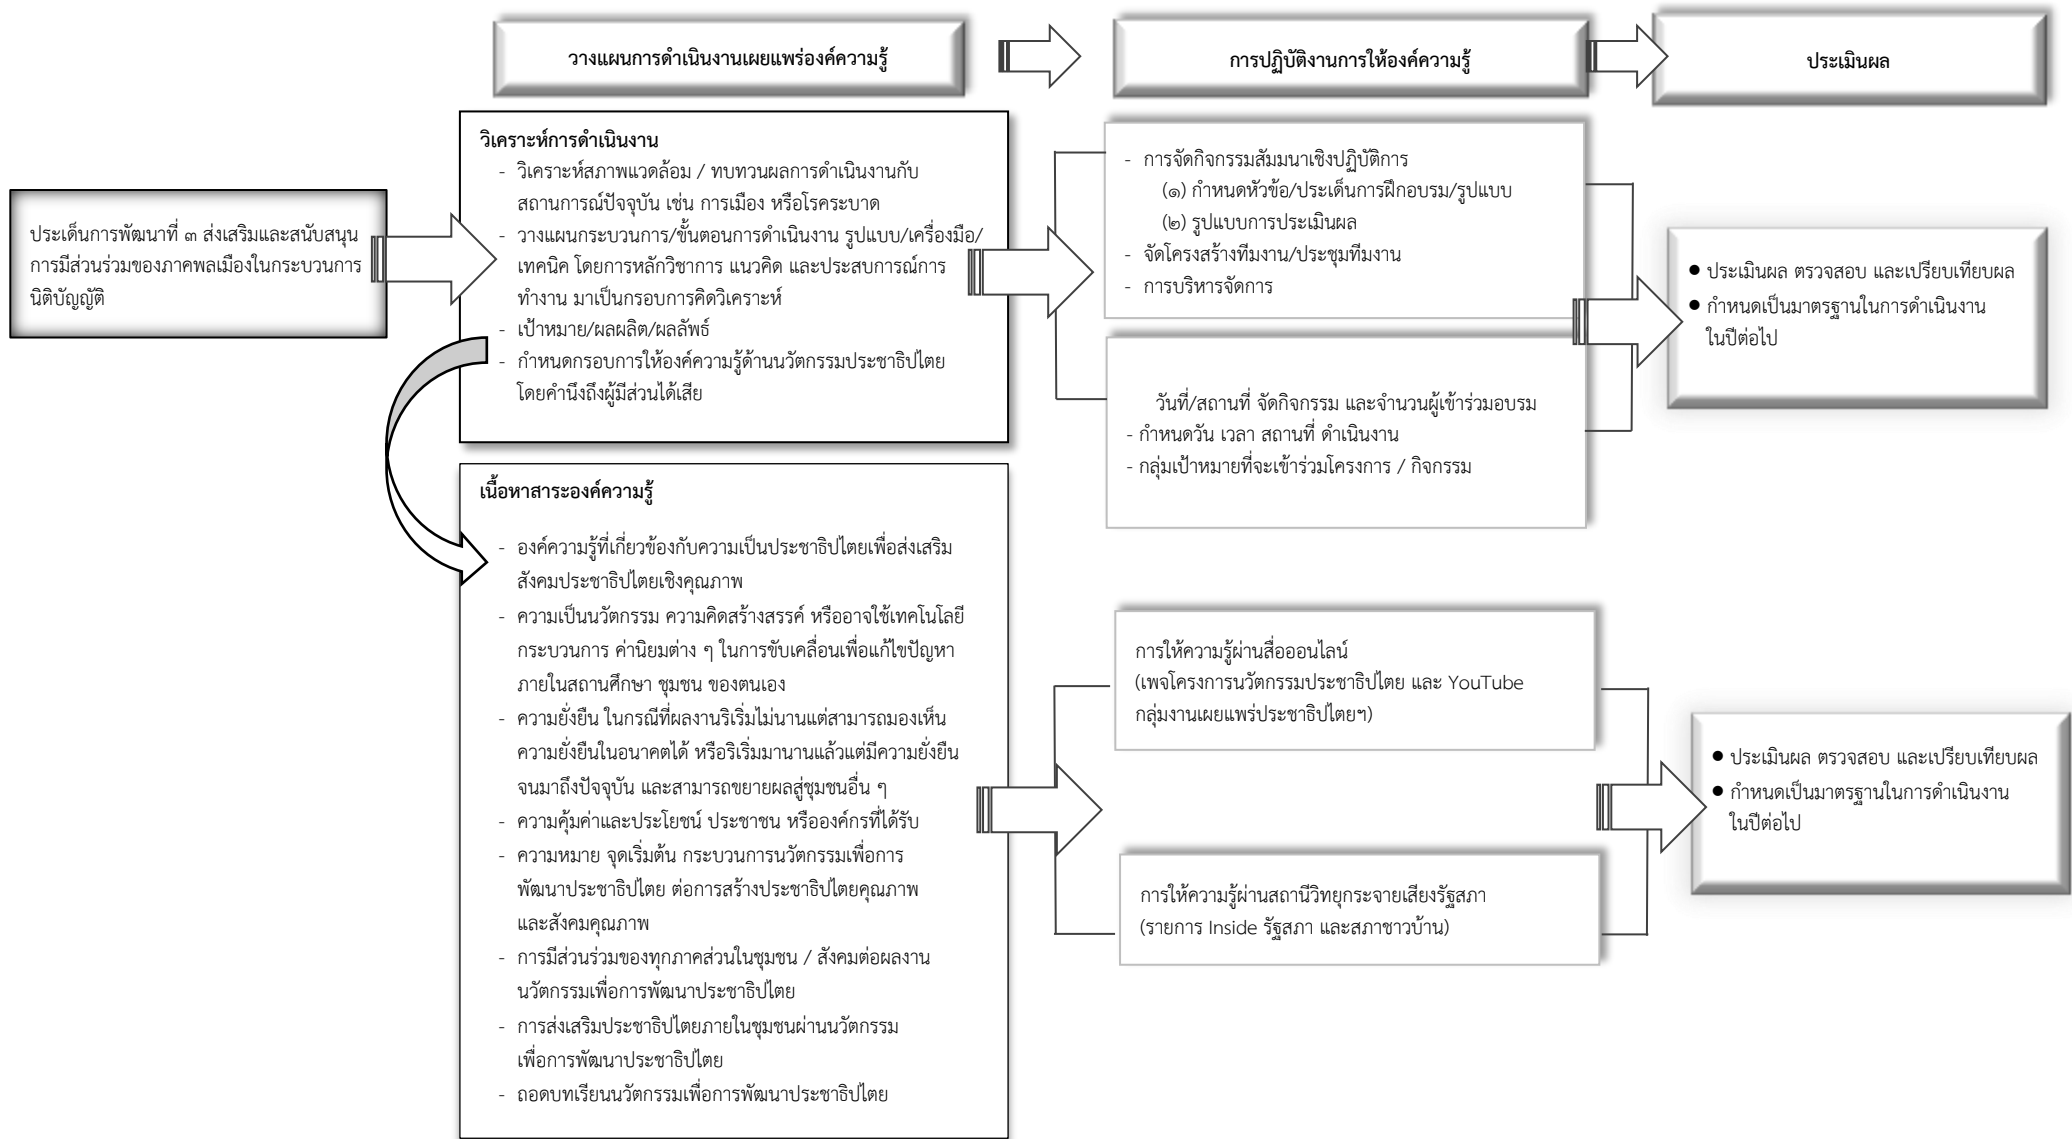 วางแผนการดำเนินงานเผยแพร่องค์ความรู้
การปฏิบัติงานการให้องค์ความรู้
ประเมินผล
ประเด็นการพัฒนาที่ ๓ ส่งเสริมและสนับสนุน
การมีส่วนร่วมของภาคพลเมืองในกระบวนการ
นิติบัญญัติ
วิเคราะห์การดำเนินงาน
- วิเคราะห์สภาพแวดล้อม / ทบทวนผลการดำเนินงานกับ
สถานการณ์ปัจจุบัน เช่น การเมือง หรือโรคระบาด
- วางแผนกระบวนการ/ขั้นตอนการดำเนินงาน รูปแบบ/เครื่องมือ/
เทคนิค โดยการหลักวิชาการ แนวคิด และประสบการณ์การ
ทำงาน มาเป็นกรอบการคิดวิเคราะห์
- เป้าหมาย/ผลผลิต/ผลลัพธ์
- กำหนดกรอบการให้องค์ความรู้ด้านนวัตกรรมประชาธิปไตย
โดยคำนึงถึงผู้มีส่วนได้เสีย
- การจัดกิจกรรมสัมมนาเชิงปฏิบัติการ
(๑) กำหนดหัวข้อ/ประเด็นการฝึกอบรม/รูปแบบ
(๒) รูปแบบการประเมินผล
- จัดโครงสร้างทีมงาน/ประชุมทีมงาน
- การบริหารจัดการ
วันที่/สถานที่ จัดกิจกรรม และจำนวนผู้เข้าร่วมอบรม
- กำหนดวัน เวลา สถานที่ ดำเนินงาน
- กลุ่มเป้าหมายที่จะเข้าร่วมโครงการ / กิจกรรม
● ประเมินผล ตรวจสอบ และเปรียบเทียบผล
● กำหนดเป็นมาตรฐานในการดำเนินงาน
ในปีต่อไป
เนื้อหาสาระองค์ความรู้
- องค์ความรู้ที่เกี่ยวข้องกับความเป็นประชาธิปไตยเพื่อส่งเสริม
สังคมประชาธิปไตยเชิงคุณภาพ
- ความเป็นนวัตกรรม ความคิดสร้างสรรค์ หรืออาจใช้เทคโนโลยี
กระบวนการ ค่านิยมต่าง ๆ ในการขับเคลื่อนเพื่อแก้ไขปัญหา
ภายในสถานศึกษา ชุมชน ของตนเอง
- ความยั่งยืน ในกรณีที่ผลงานริเริ่มไม่นานแต่สามารถมองเห็น
ความยั่งยืนในอนาคตได้ หรือริเริ่มมานานแล้วแต่มีความยั่งยืน
จนมาถึงปัจจุบัน และสามารถขยายผลสู่ชุมชนอื่น ๆ
- ความคุ้มค่าและประโยชน์ ประชาชน หรือองค์กรที่ได้รับ
- ความหมาย จุดเริ่มต้น กระบวนการนวัตกรรมเพื่อการ
พัฒนาประชาธิปไตย ต่อการสร้างประชาธิปไตยคุณภาพ
และสังคมคุณภาพ
- การมีส่วนร่วมของทุกภาคส่วนในชุมชน / สังคมต่อผลงาน
นวัตกรรมเพื่อการพัฒนาประชาธิปไตย
- การส่งเสริมประชาธิปไตยภายในชุมชนผ่านนวัตกรรม
เพื่อการพัฒนาประชาธิปไตย
- ถอดบทเรียนนวัตกรรมเพื่อการพัฒนาประชาธิปไตย
การให้ความรู้ผ่านสื่อออนไลน์
(เพจโครงการนวัตกรรมประชาธิปไตย และ YouTube
กลุ่มงานเผยแพร่ประชาธิปไตยฯ)
การให้ความรู้ผ่านสถานีวิทยุกระจายเสียงรัฐสภา
(รายการ Inside รัฐสภา และสภาชาวบ้าน)
● ประเมินผล ตรวจสอบ และเปรียบเทียบผล
● กำหนดเป็นมาตรฐานในการดำเนินงาน
ในปีต่อไป